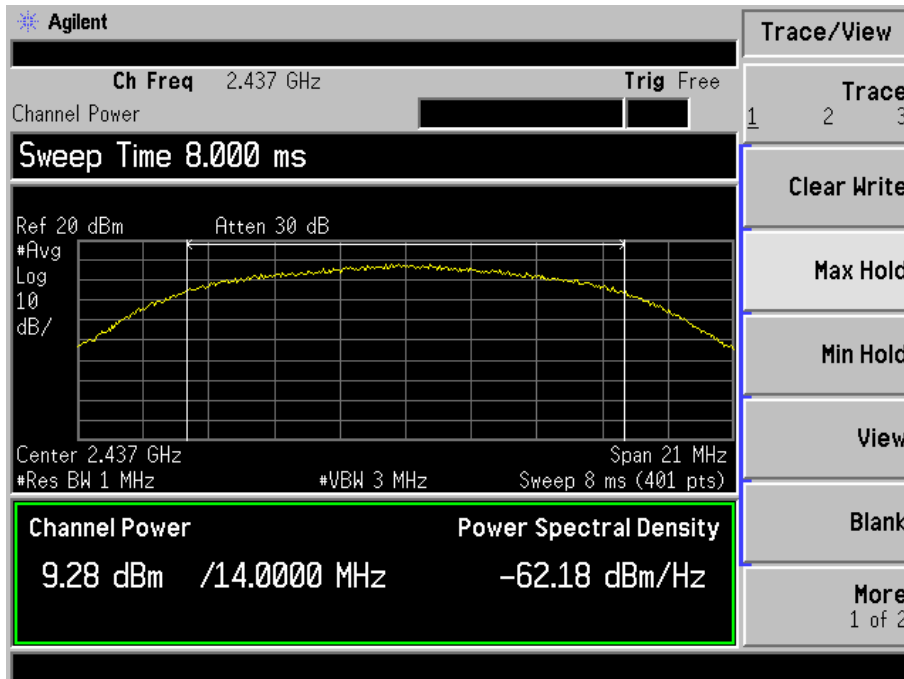 Agilent
Trace/View
Ch Freq 2.437 GHz Trig Free
Channel Power
Trace
1 2 3
Sweep Time 8.000 ms
Clear Write
Ref 20 dBm Atten 30 dB
#Avg
Log
10
dB/
Max Hold
Min Hold
View
Center 2.437 GHz Span 21 MHz
#Res BW 1 MHz #VBW 3 MHz Sweep 8 ms (401 pts)
Channel Power Power Spectral Density
Blank
9.28 dBm /14.0000 MHz -62.18 dBm/Hz
More
1 of 2